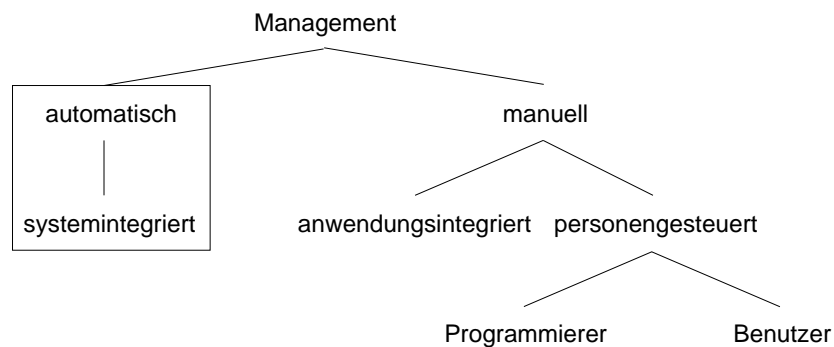 Management
automatisch manuell
systemintegriert anwendungsintegriert personengesteuert
Programmierer Benutzer